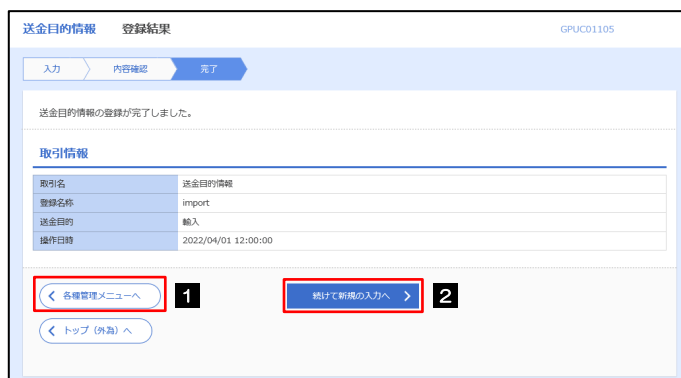 送金目的情報 登録結果 GPUC01105
入力 内容確認 完了
送金目的情報の登録が完了しました。
取引情報
取引名 送金目的情報
登録名称 import
送金目的 輸入
操作日時 2022/04/01 12:00:00
各種管理メニューへ 1 続けて新規の入力へ 2
トップ（外為）へ